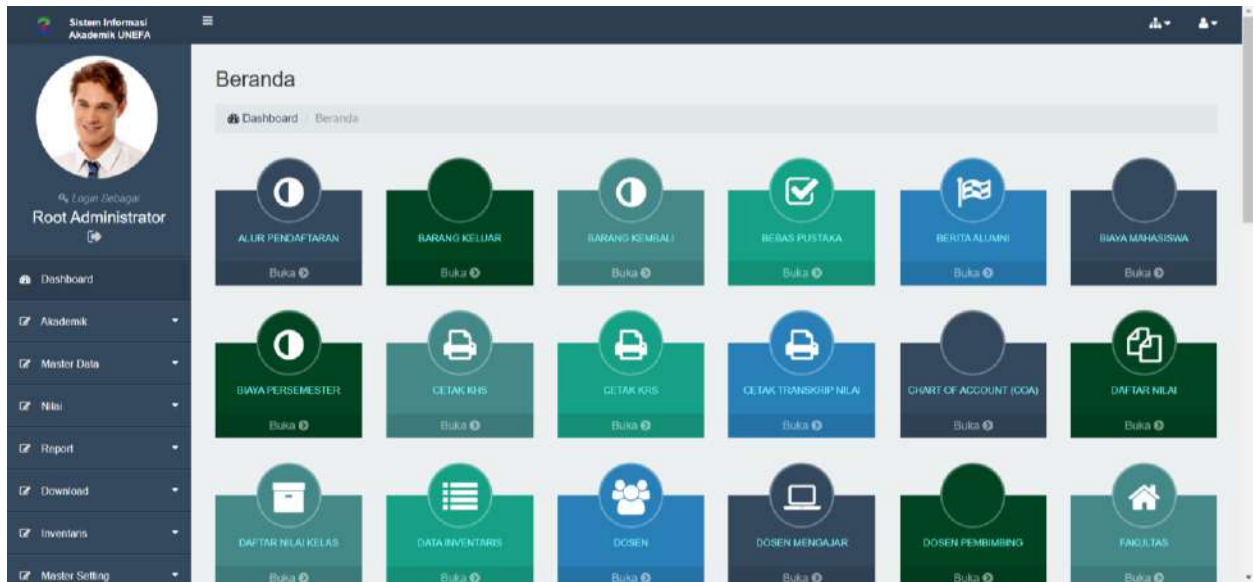 Sistem Informasi
Akademik UNEFA
Login Sebagai
Root Administrator
Dashboard
Akademik
Master Data
Nilai
Report
Download
Inventaris
Master Setting
Beranda
Dashboard / Beranda
ALUR PENDAFTARAN
Buka
BARANG KELUAR
Buka
BARANG KEMBALI
Buka
BEBAS PUSTAKA
Buka
BERITA ALUMNI
Buka
BIAYA MAHASISWA
Buka
BIAYA PERSEMESTER
Buka
CETAK KHS
Buka
CETAK KRS
Buka
CETAK TRANSKRIP NILAI
Buka
CHART OF ACCOUNT (COA)
Buka
DAFTAR NILAI
Buka
DAFTAR NILAI KELAS
Buka
DATA INVENTARIS
Buka
DOSEN
Buka
DOSEN MENGAJAR
Buka
DOSEN PEMBIMBING
Buka
FAKULTAS
Buka